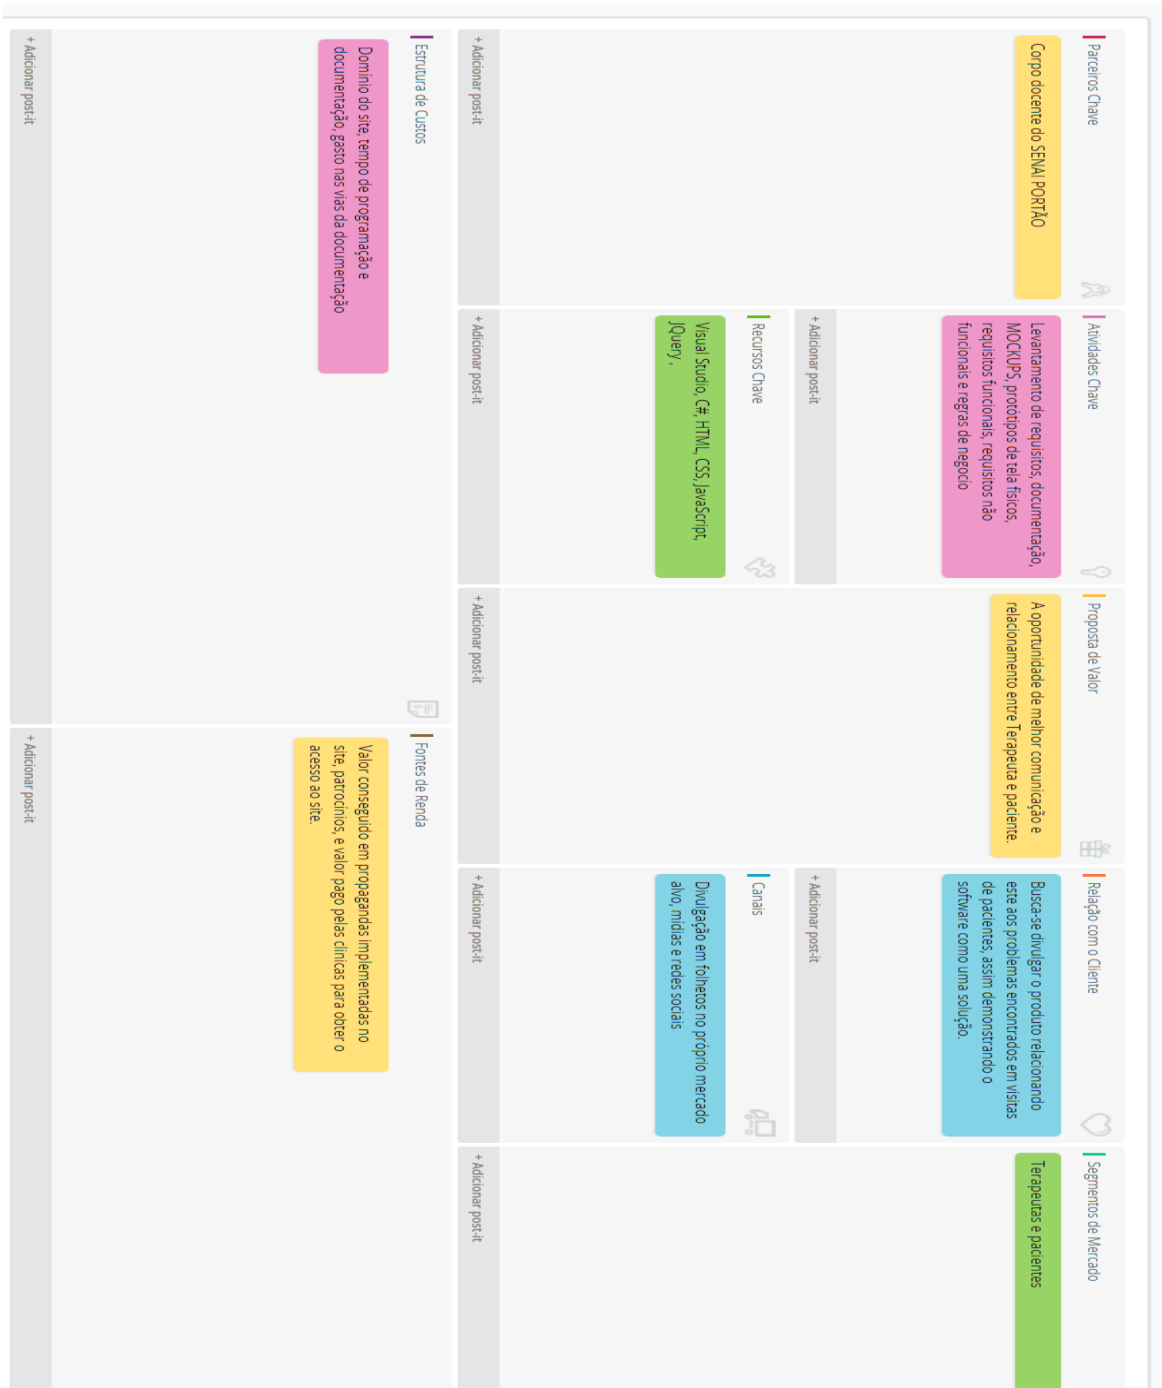 Parceiros Chave
Corpo docente do SENAI PORTÃO
+ Adicionar post-it
Atividades Chave
Levantamento de requisitos, documentação,
MOCKUPS, protótipos de tela físicos,
requisitos funcionais, requisitos não
funcionais e regras de negocio
+ Adicionar post-it
Recursos Chave
Visual Studio, C#, HTML, CSS, JavaScript,
JQuery ,
+ Adicionar post-it
Proposta de Valor
A oportunidade de melhor comunicação e
relacionamento entre Terapeuta e paciente.
+ Adicionar post-it
Relação com o Cliente
Busca-se divulgar o produto relacionando
este aos problemas encontrados em visitas
de pacientes, assim demonstrando o
software como uma solução.
+ Adicionar post-it
Canais
Divulgação em folhetos no próprio mercado
alvo, mídias e redes sociais
+ Adicionar post-it
Segmentos de Mercado
Terapeutas e pacientes
+ Adicionar post-it
Estrutura de Custos
Domínio do site, tempo de programação e
documentação, gasto nas vias da documentação
+ Adicionar post-it
Fontes de Renda
Valor conseguido em propagandas implementadas no
site, patrocínios, e valor pago pelas clinicas para obter o
acesso ao site.
+ Adicionar post-it